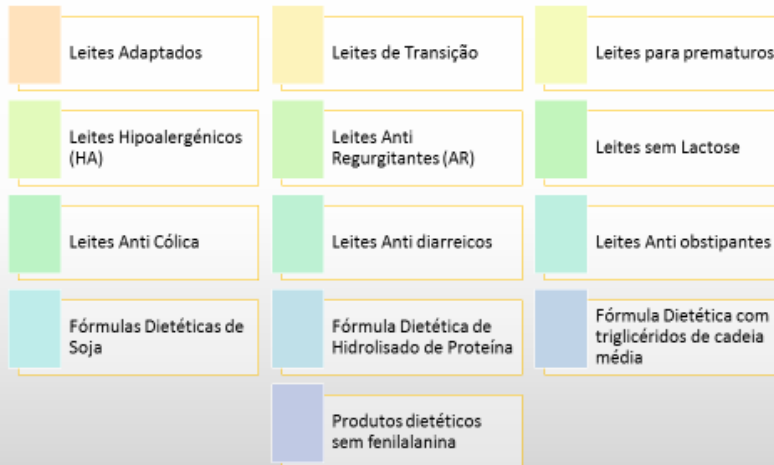 Leites Adaptados
Leites de Transição
Leites para prematuros
Leites Hipoalergénicos
(HA)
Leites Anti
Regurgitantes (AR)
Leites sem Lactose
Leites Anti Cólica
Leites Anti diarreicos
Leites Anti obstipantes
Fórmulas Dietéticas de
Soja
Fórmula Dietética de
Hidrolisado de Proteína
Fórmula Dietética com
triglicéridos de cadeia
média
Produtos dietéticos
sem fenilalanina